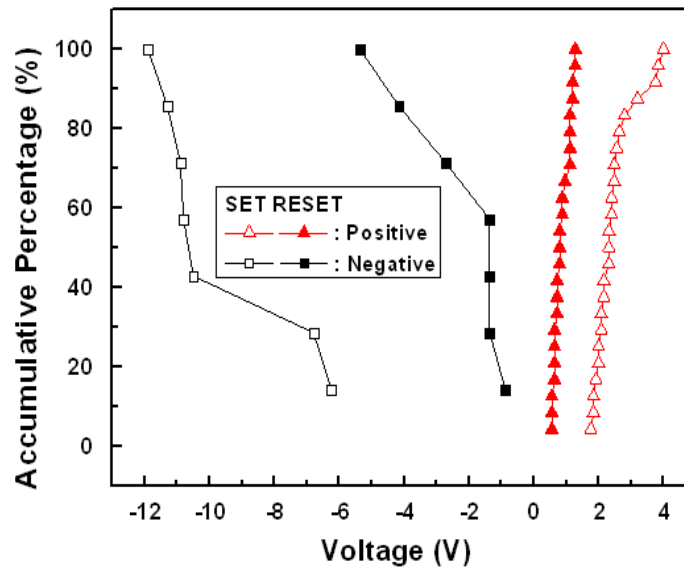 Accumulative Percentage (%)
100
80
60
40
20
0
SET RESET
: Positive
: Negative
-12 -10 -8 -6 -4 -2 0 2 4
Voltage (V)